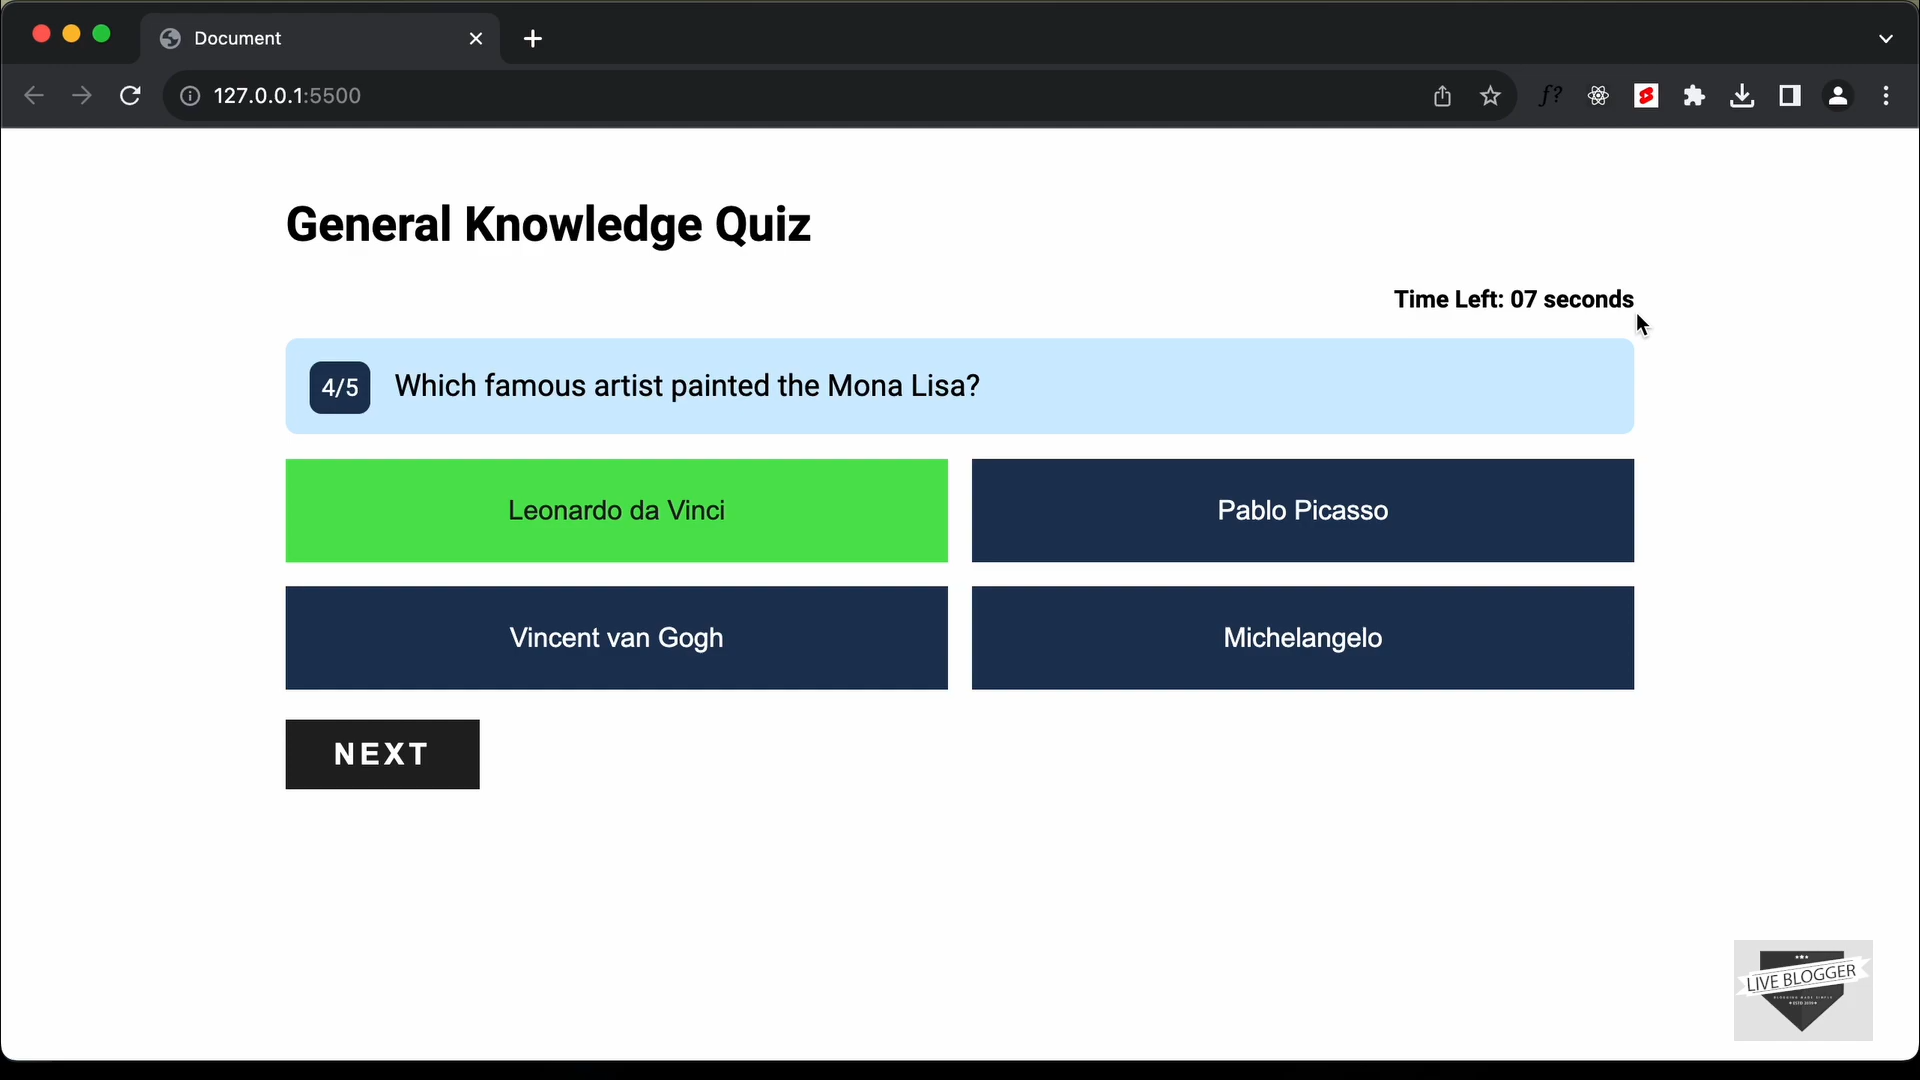 Document
127.0.0.1:5500
f?
General Knowledge Quiz
Time Left: 07 seconds
4/5 Which famous artist painted the Mona Lisa?
Leonardo da Vinci
Pablo Picasso
Vincent van Gogh
Michelangelo
NEXT
LIVE BLOGGER